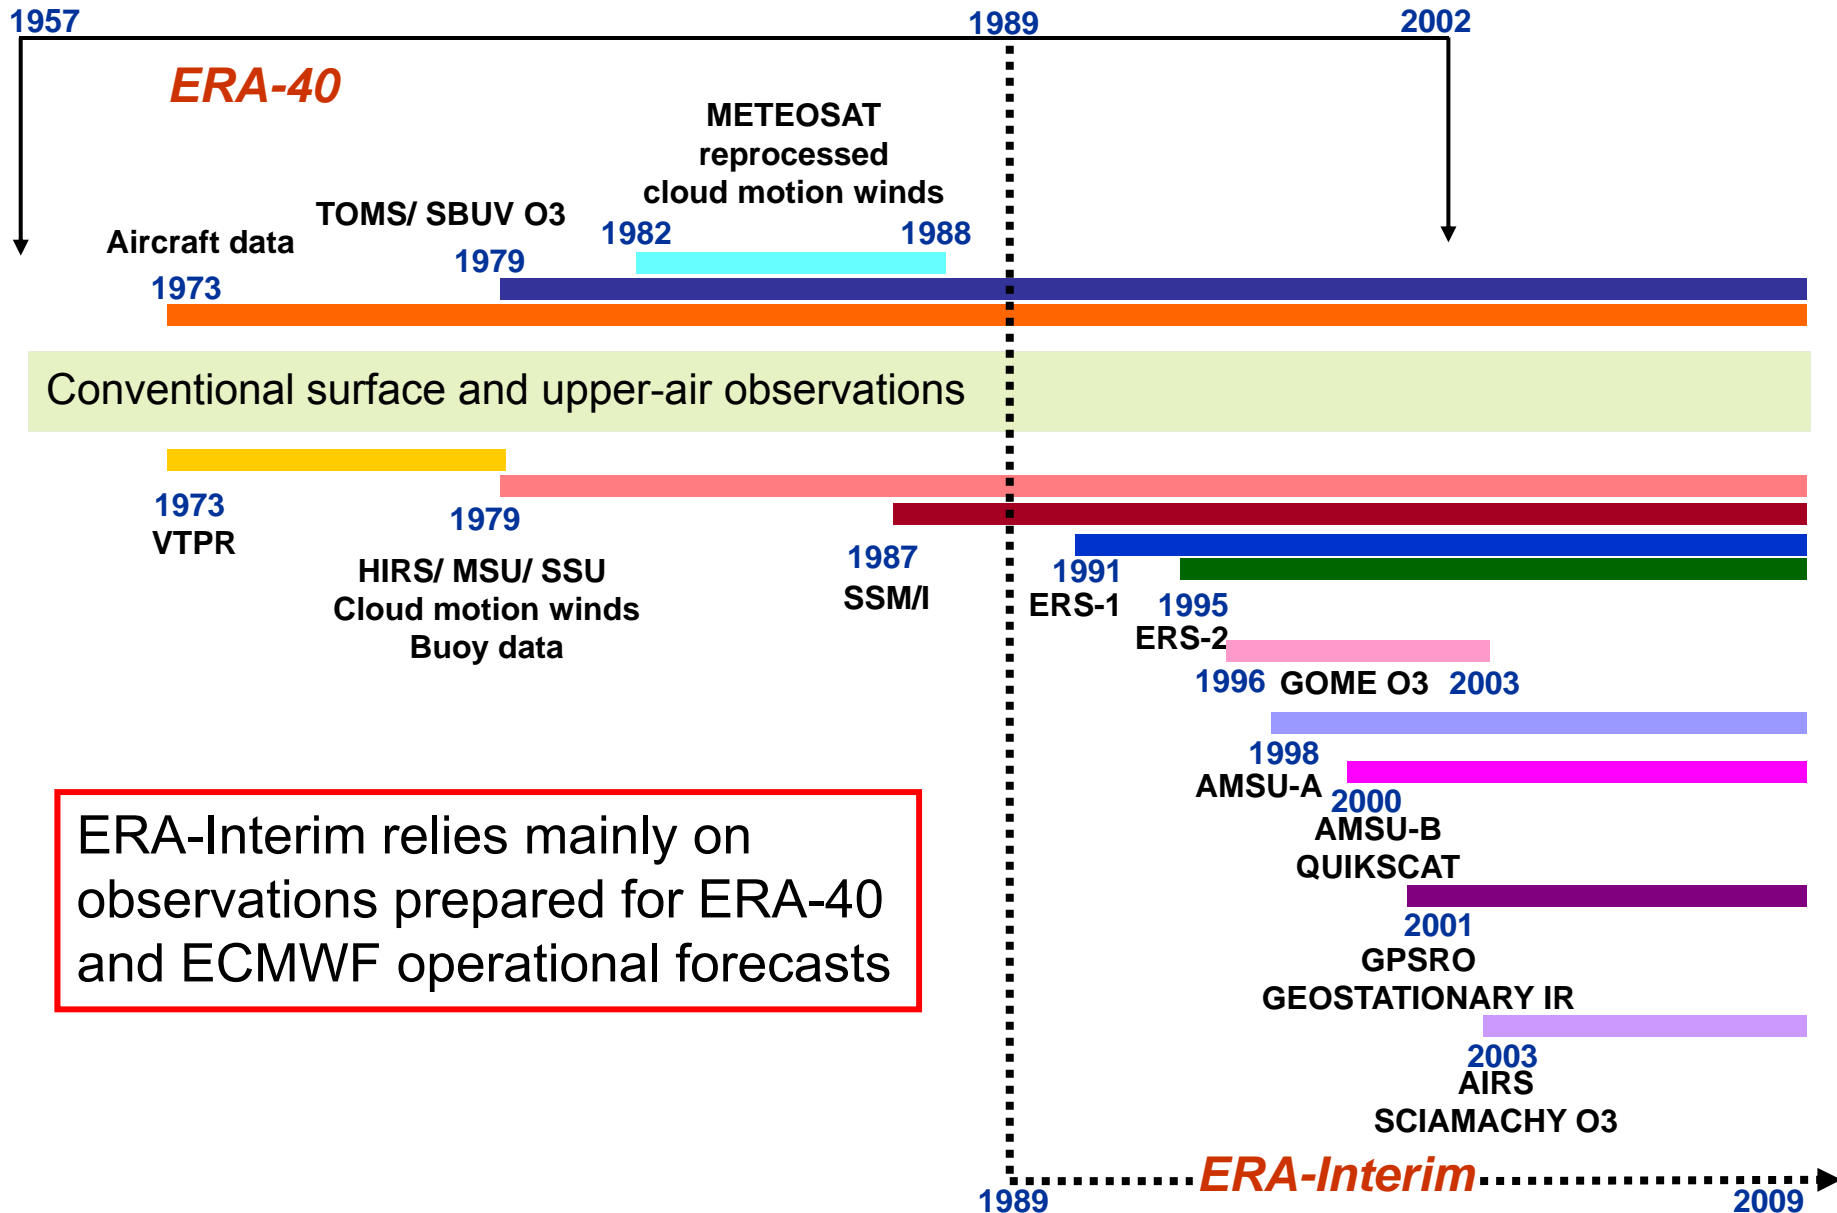 1957
1989
2002
ERA-40
METEOSAT
reprocessed
cloud motion winds
TOMS/ SBUV O3
1982
1988
Aircraft data
1979
1973
Conventional surface and upper-air observations
1973
VTPR
1979
HIRS/ MSU/ SSU
Cloud motion winds
Buoy data
1987
SSM/I
1991
ERS-1
1995
ERS-2
1996
GOME O3
2003
1998
AMSU-A
2000
AMSU-B
QUIKSCAT
2001
GPSRO
GEOSTATIONARY IR
2003
AIRS
SCIAMACHY O3
ERA-Interim relies mainly on
observations prepared for ERA-40
and ECMWF operational forecasts
ERA-Interim
1989
2009